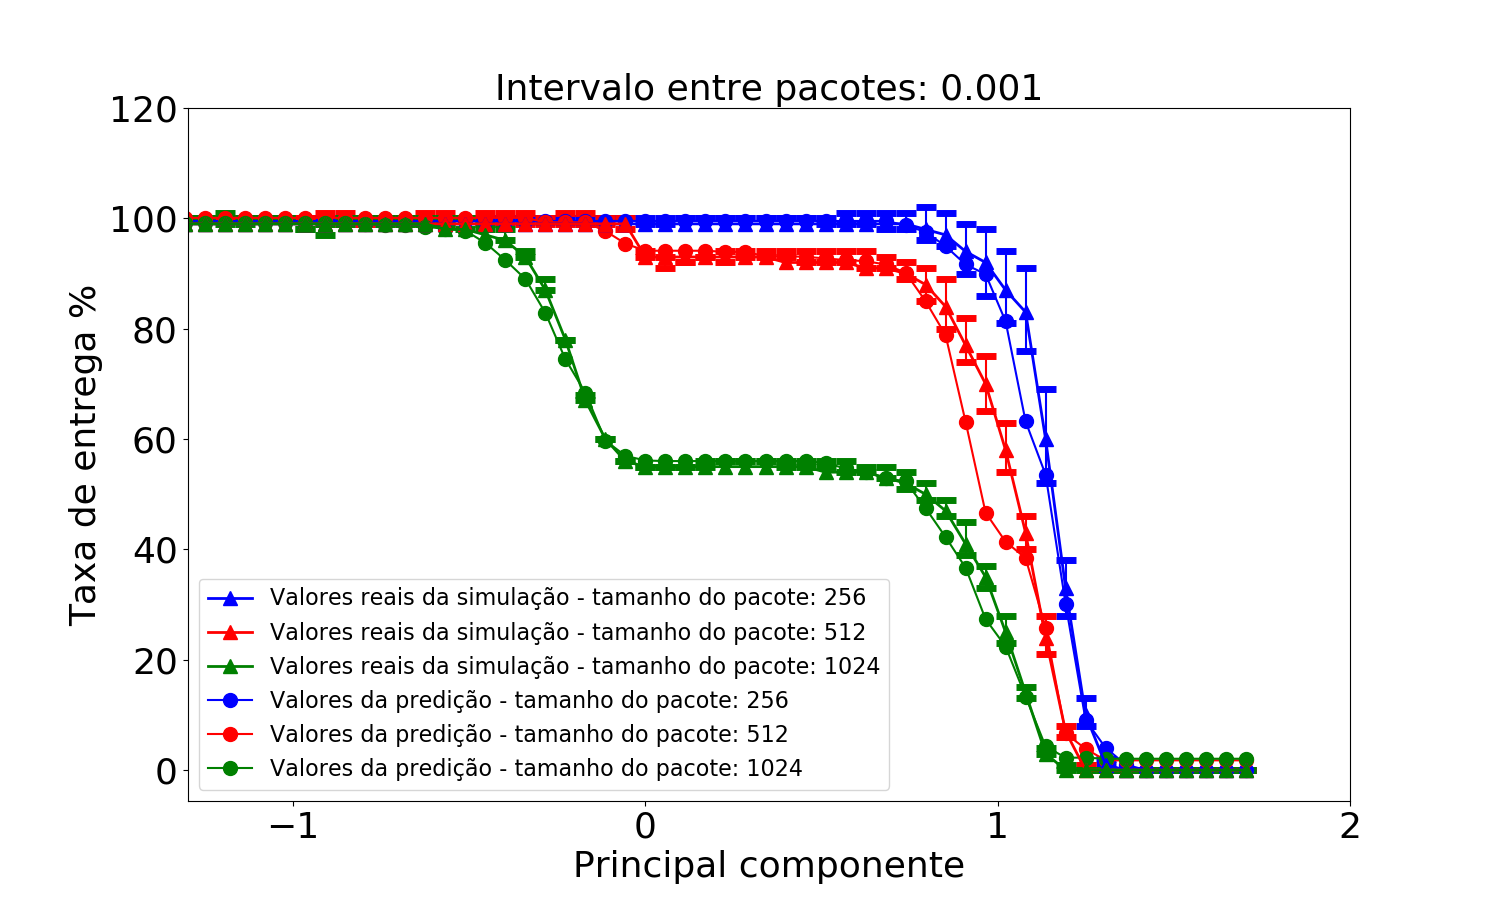 Intervalo entre pacotes: 0.001
120
100
80
60
40
20
0
Taxa de entrega %
Valores reais da simulação - tamanho do pacote: 256
Valores reais da simulação - tamanho do pacote: 512
Valores reais da simulação - tamanho do pacote: 1024
Valores da predição - tamanho do pacote: 256
Valores da predição - tamanho do pacote: 512
Valores da predição - tamanho do pacote: 1024
−1 0 1 2
Principal componente